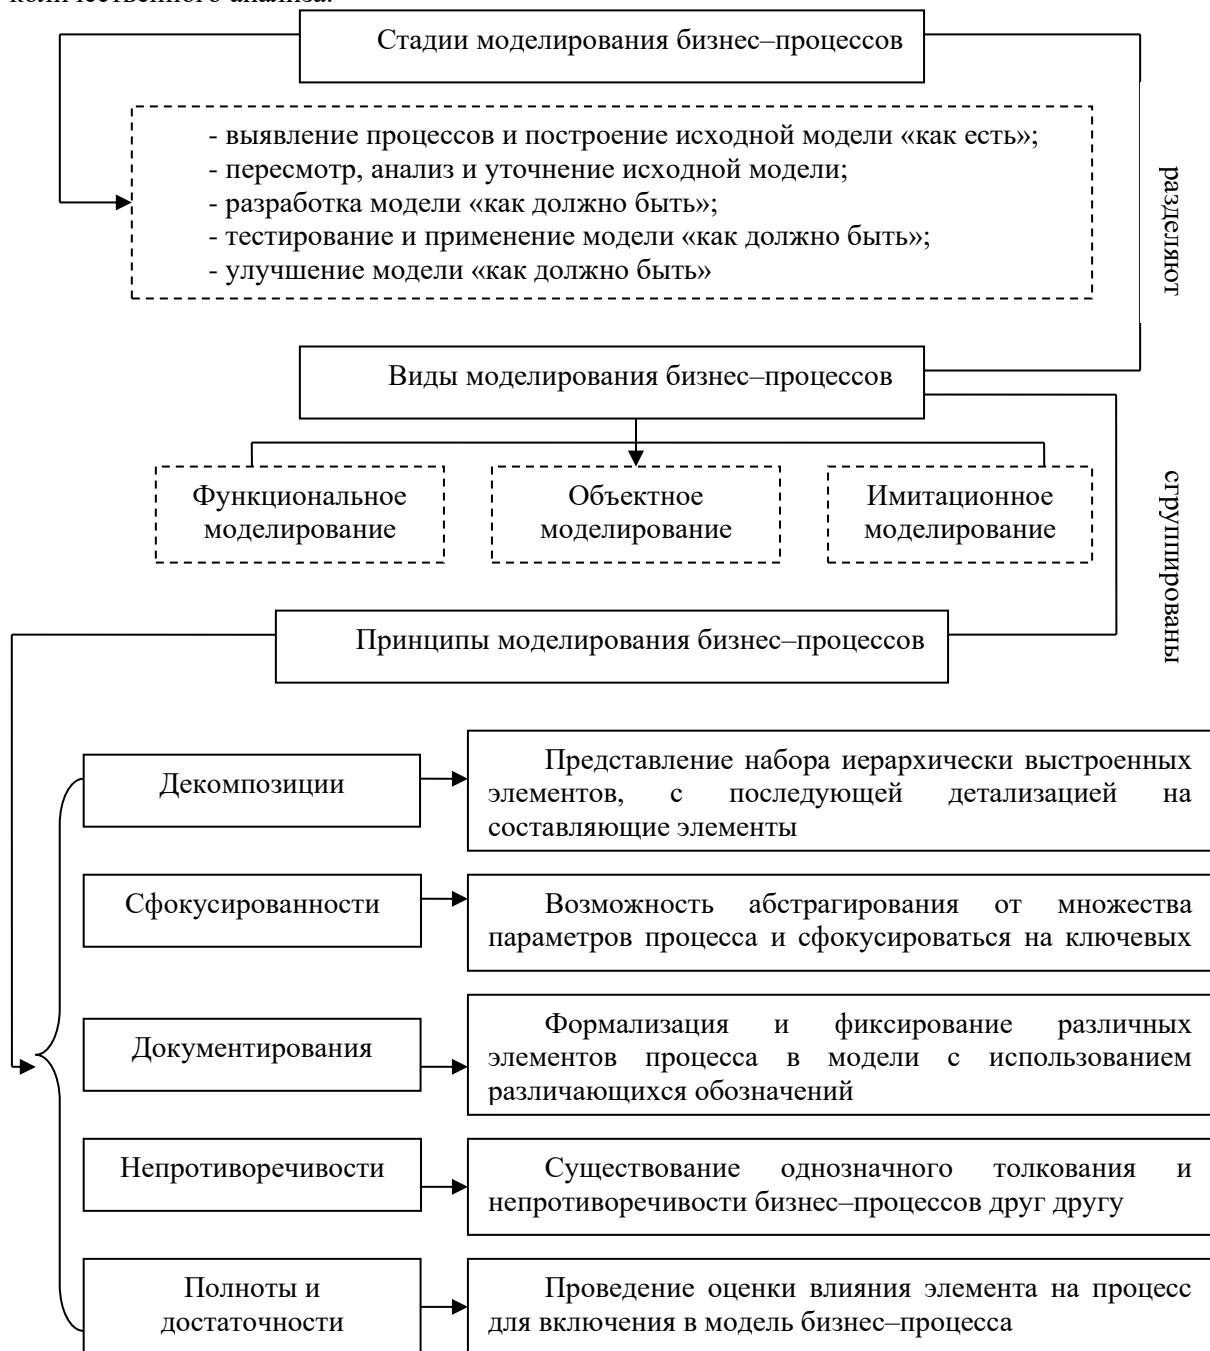 количественного анализа.
Стадии моделирования бизнес–процессов
- выявление процессов и построение исходной модели «как есть»;
- пересмотр, анализ и уточнение исходной модели;
- разработка модели «как должно быть»;
- тестирование и применение модели «как должно быть»;
- улучшение модели «как должно быть»
разделяют
Виды моделирования бизнес–процессов
Функциональное
моделирование
Объектное
моделирование
Имитационное
моделирование
сгруппированы
Принципы моделирования бизнес–процессов
Декомпозиции
Представление набора иерархически выстроенных
элементов, с последующей детализацией на
составляющие элементы
Сфокусированности
Возможность абстрагирования от множества
параметров процесса и сфокусироваться на ключевых
Документирования
Формализация и фиксирование различных
элементов процесса в модели с использованием
различающихся обозначений
Непротиворечивости
Существование однозначного толкования и
непротиворечивости бизнес–процессов друг другу
Полноты и
достаточности
Проведение оценки влияния элемента на процесс
для включения в модель бизнес–процесса